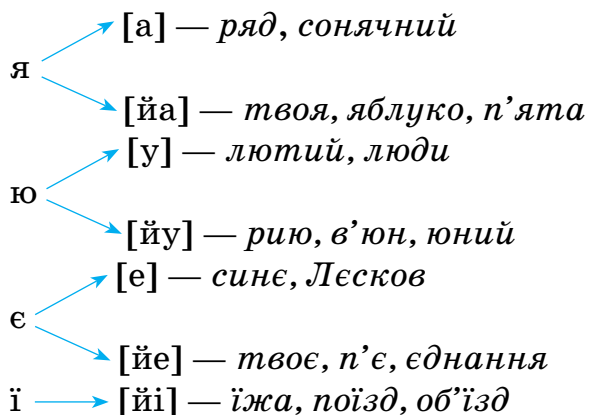 [а] — ряд, сонячний
я
[йа] — твоя, яблуко, п’ята
[у] — лютий, люди
ю
[йу] — рию, в’юн, юний
[е] — синє, Лєсков
є
[йе] — твоє, п’є, єднання
ї [йі] — їжа, поїзд, об’їзд